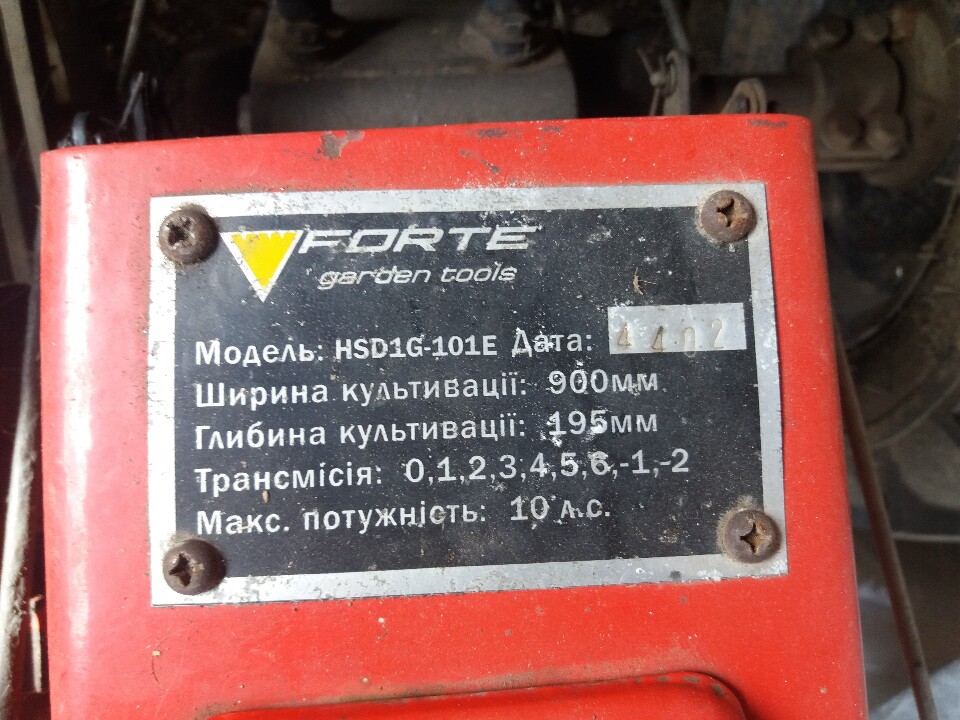 FORTE
garden tools
Модель: HSD1G-101E Дата: 4402
Ширина культивації: 900мм
Глибина культивації: 195мм
Трансмісія: 0,1,2,3,4,5,6,-1,-2
Макс. потужність: 10 л.с.